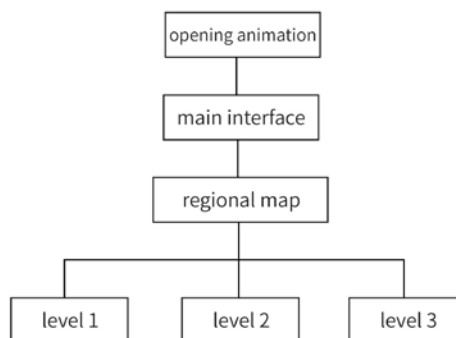 opening animation
main interface
regional map
level 1
level 2
level 3